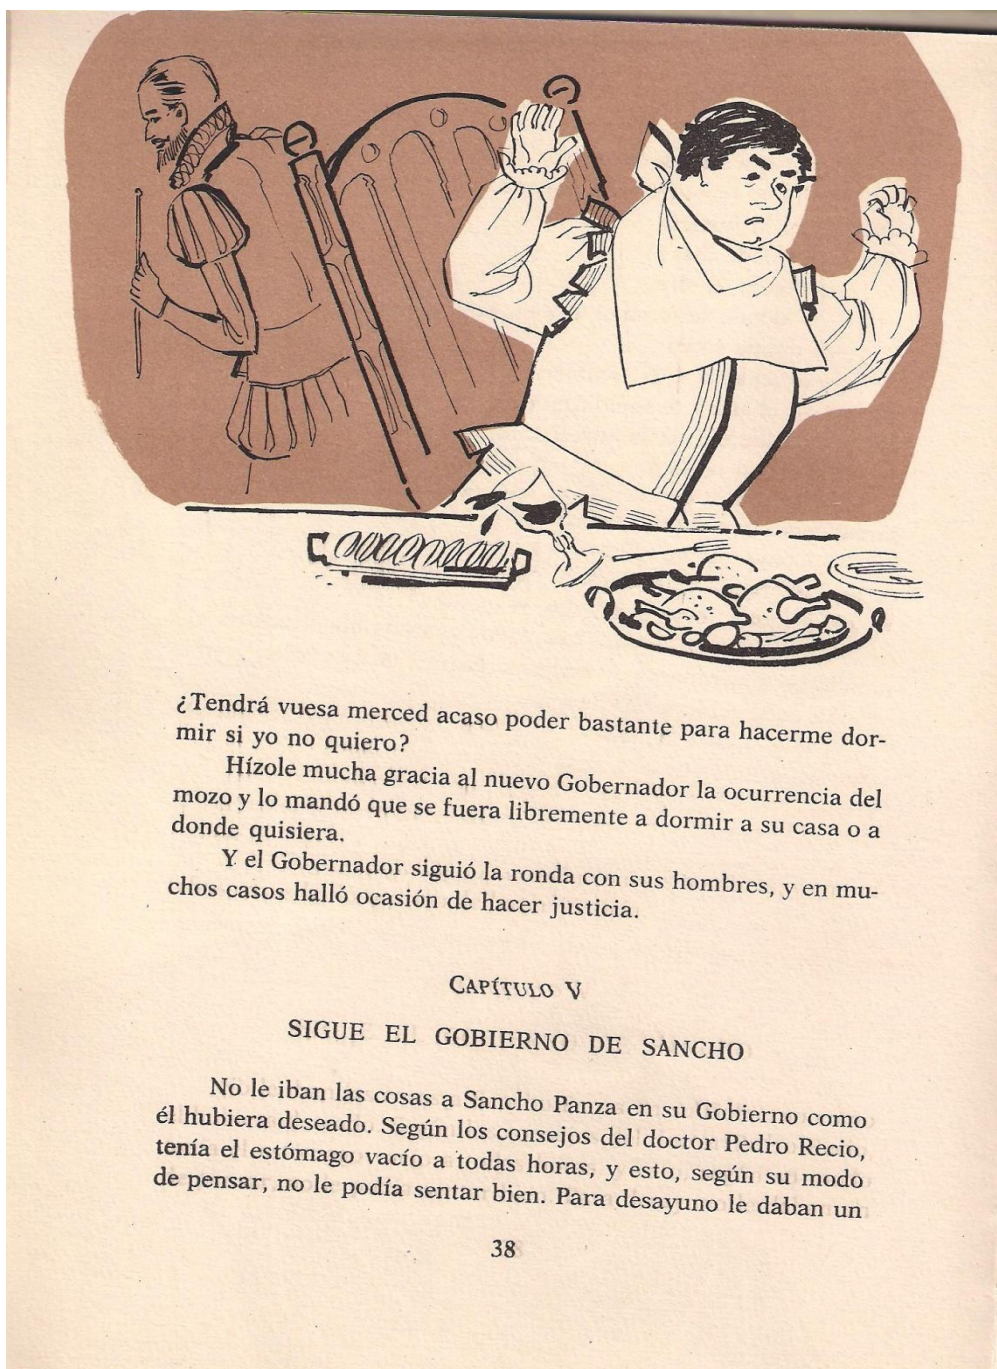 ¿Tendrá vuesa merced acaso poder bastante para hacerme dor-
mir si yo no quiero?
Hízole mucha gracia al nuevo Gobernador la ocurrencia del
mozo y lo mandó que se fuera libremente a dormir a su casa o a
donde quisiera.
Y el Gobernador siguió la ronda con sus hombres, y en mu-
chos casos halló ocasión de hacer justicia.
CAPÍTULO V
SIGUE EL GOBIERNO DE SANCHO
No le iban las cosas a Sancho Panza en su Gobierno como
él hubiera deseado. Según los consejos del doctor Pedro Recio,
tenía el estómago vacío a todas horas, y esto, según su modo
de pensar, no le podía sentar bien. Para desayuno le daban un
38